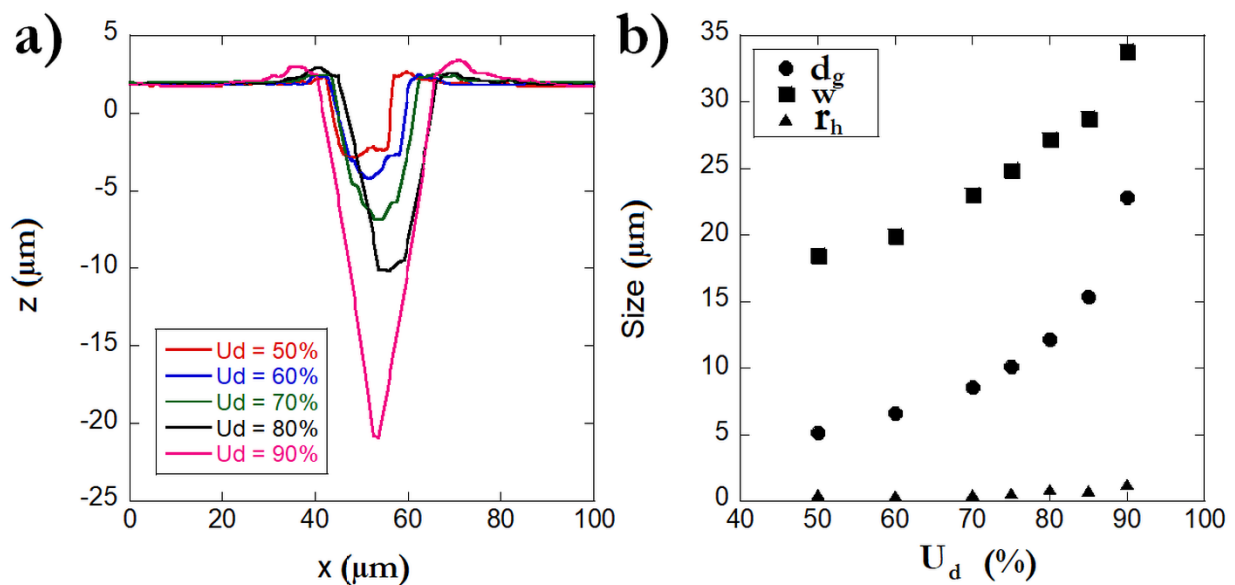 a)
5
0
-5
-10
-15
-20
-25
z (μm)
Ud = 50%
Ud = 60%
Ud = 70%
Ud = 80%
Ud = 90%
0 20 40 60 80 100
x (μm)
b)
35
30
25
20
15
10
5
0
Size (μm)
dg
w
rh
40 50 60 70 80 90 100
Ud (%)